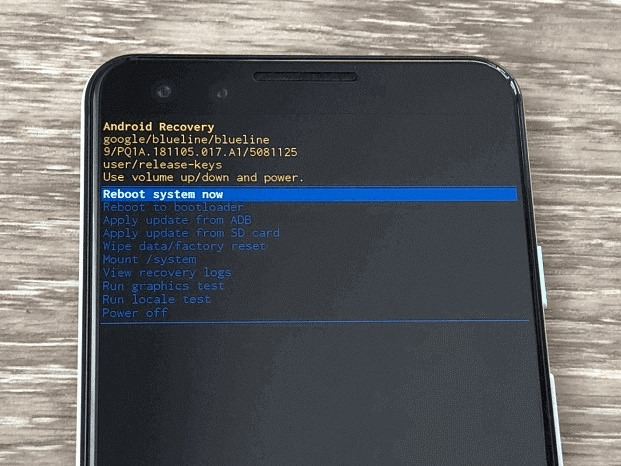 Android Recovery
google/blueline/blueline
9/PQ1A.181105.017.A1/5081125
user/release-keys
Use volume up/down and power.
Reboot system now
Reboot to bootloader
Apply update from ADB
Apply update from SD card
Wipe data/factory reset
Mount /system
View recovery logs
Run graphics test
Run locale test
Power off